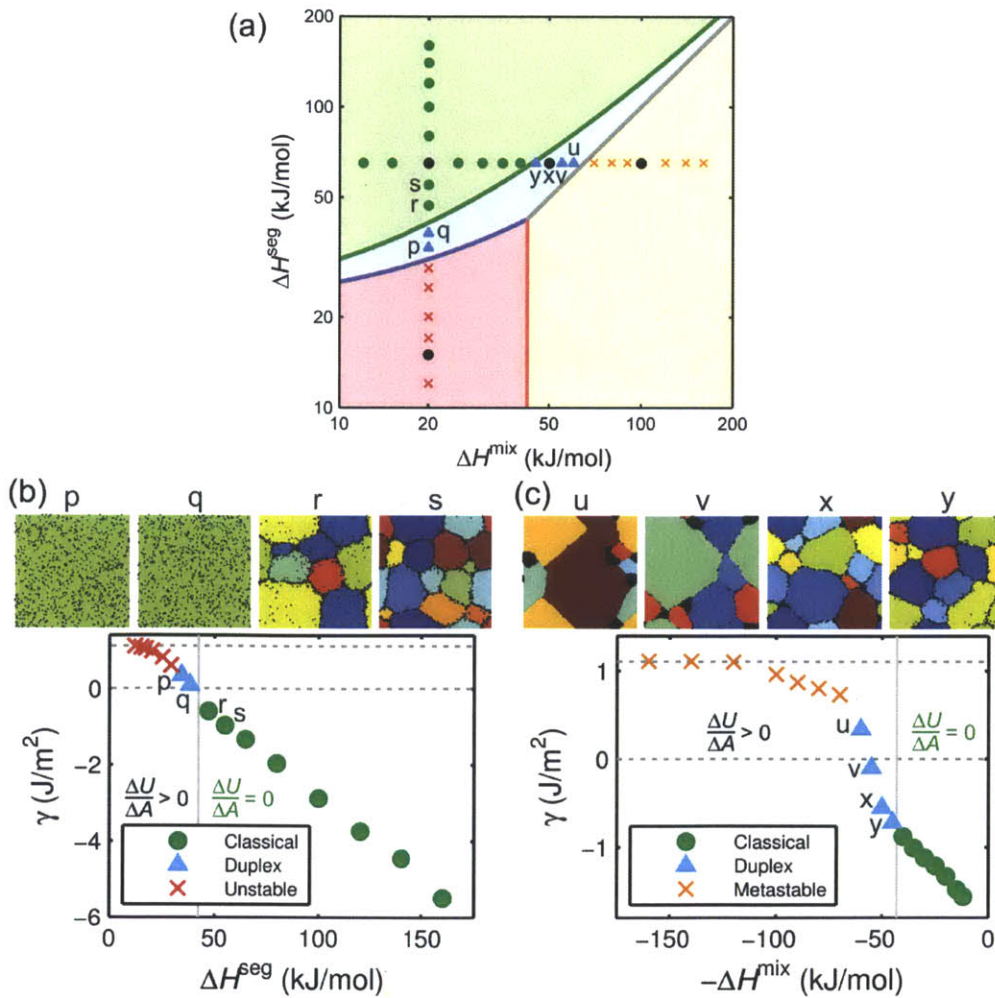 (a)
200
100
50
20
10
ΔH^seg (kJ/mol)
s
r
q
p
u
y x v
10 20 50 100 200
ΔH^mix (kJ/mol)
(b) p q r s
0
−2
−4
−6
γ (J/m²)
p
q
r
s
ΔU/ΔA > 0
ΔU/ΔA = 0
Classical
Duplex
Unstable
0 50 100 150
ΔH^seg (kJ/mol)
(c) u v x y
1
0
−1
γ (J/m²)
u
v
x
y
ΔU/ΔA > 0
ΔU/ΔA = 0
Classical
Duplex
Metastable
−150 −100 −50 0
−ΔH^mix (kJ/mol)